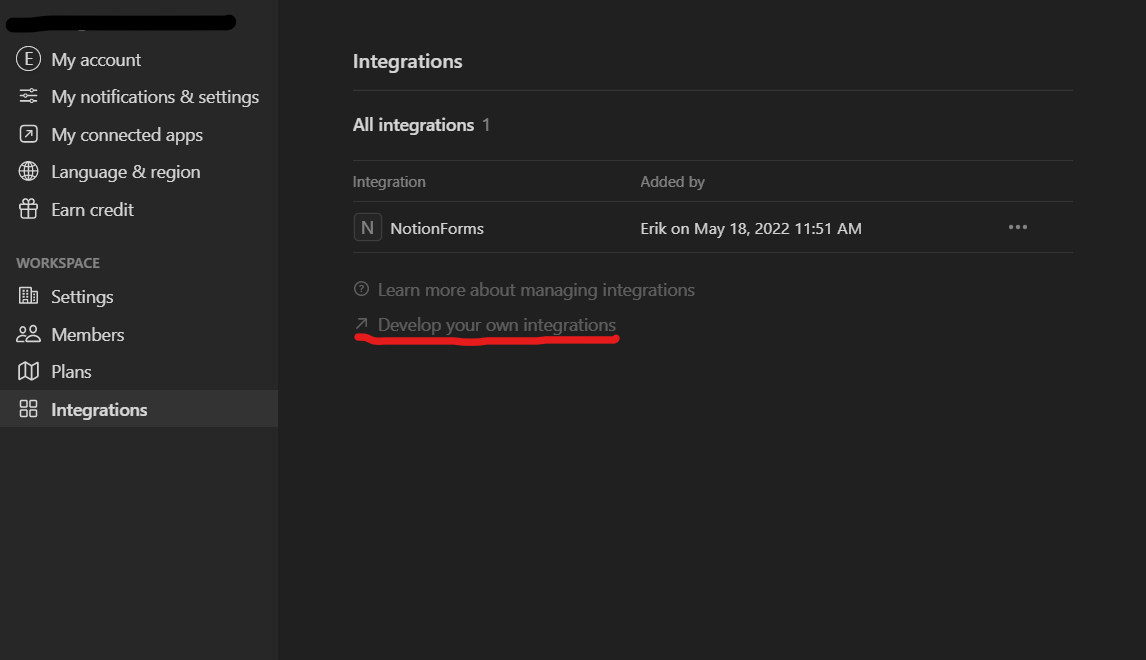 E My account
My notifications & settings
My connected apps
Language & region
Earn credit
WORKSPACE
Settings
Members
Plans
Integrations
Integrations
All integrations 1
Integration Added by
N NotionForms Erik on May 18, 2022 11:51 AM
Learn more about managing integrations
Develop your own integrations